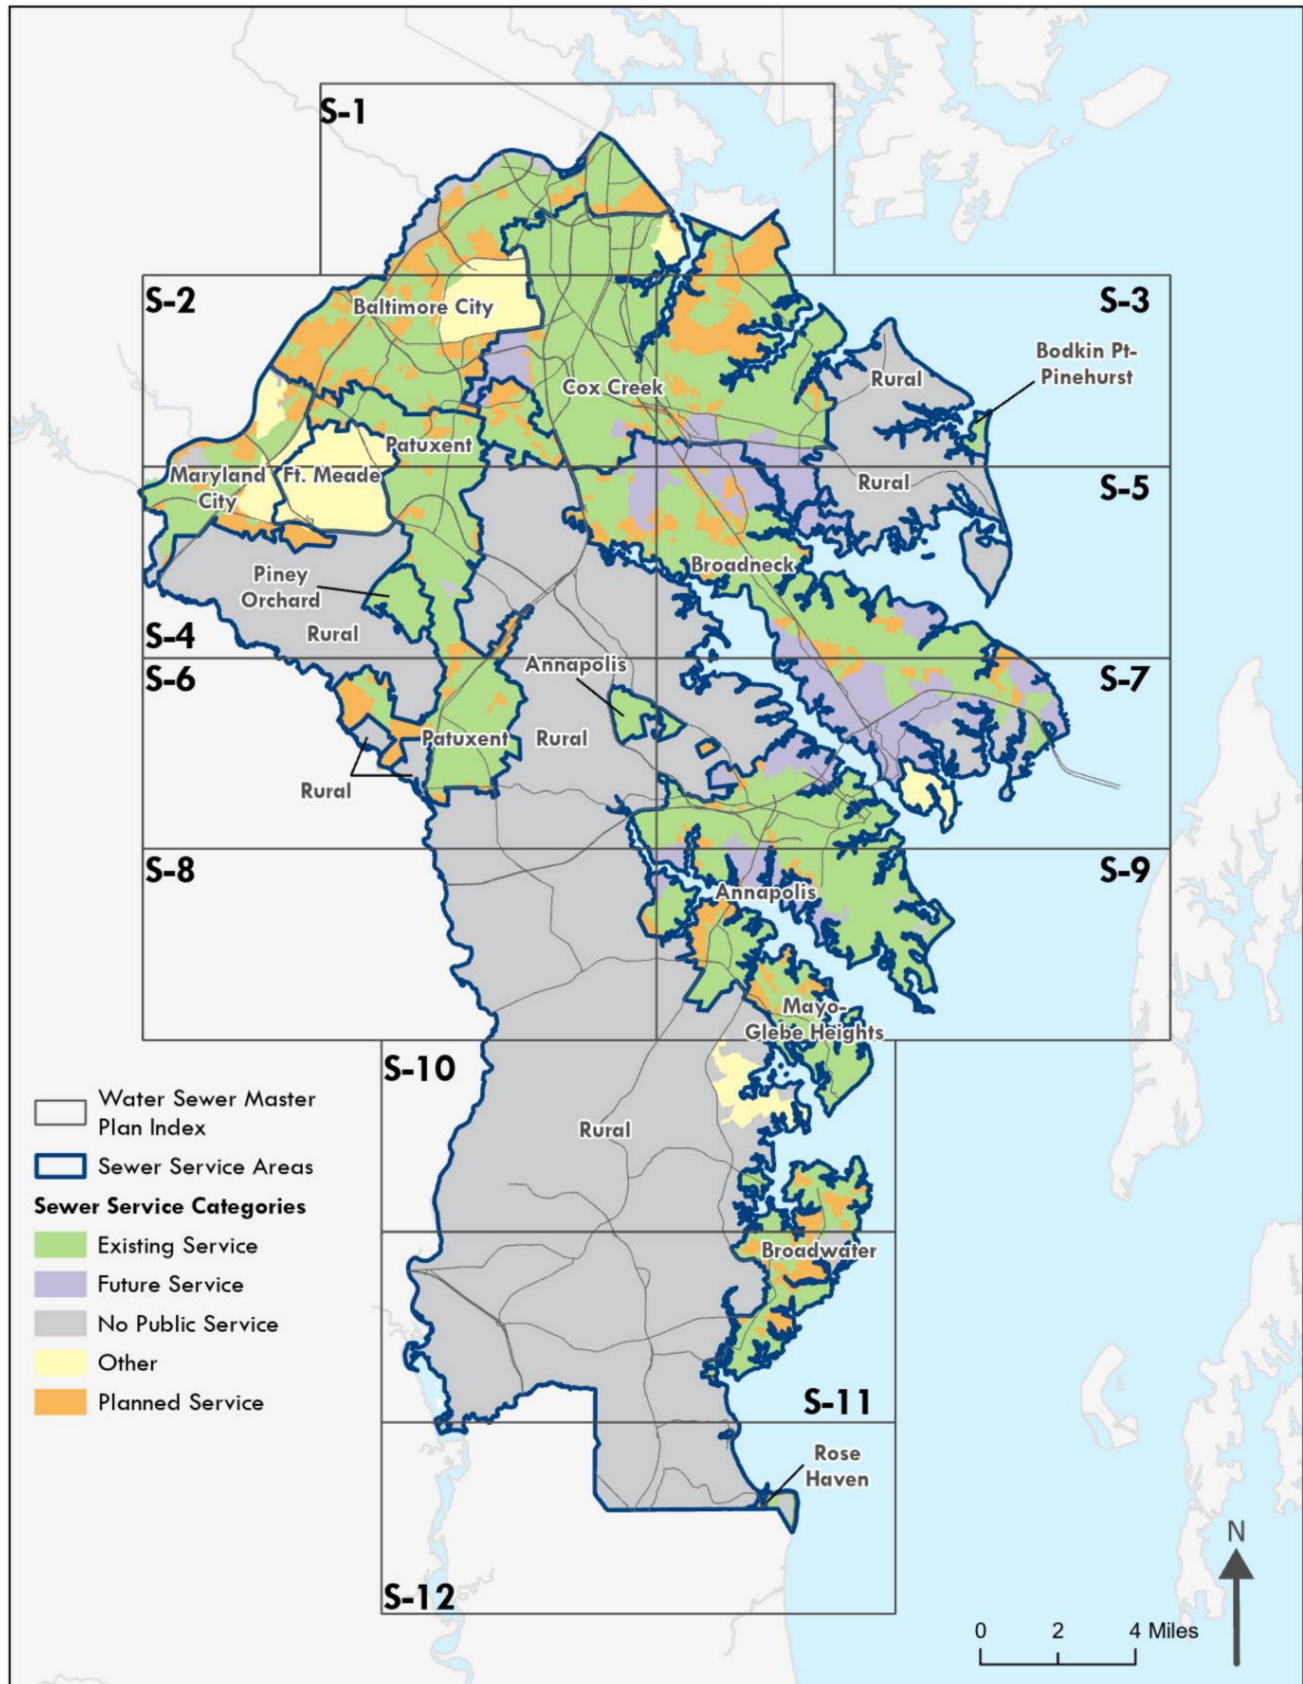 S-1
S-2
S-3
Baltimore City
Bodkin Pt-
Pinehurst
Rural
Cox Creek
Patuxent
Maryland
City
Ft. Meade
Rural
S-5
Broadneck
Piney
Orchard
Rural
S-4
S-6
Annapolis
S-7
Patuxent
Rural
Rural
S-8
S-9
Annapolis
Mayo-
Glebe Heights
S-10
Rural
Broadwater
S-11
Rose
Haven
S-12
Water Sewer Master
Plan Index
Sewer Service Areas
Sewer Service Categories
Existing Service
Future Service
No Public Service
Other
Planned Service
N
0 2 4 Miles